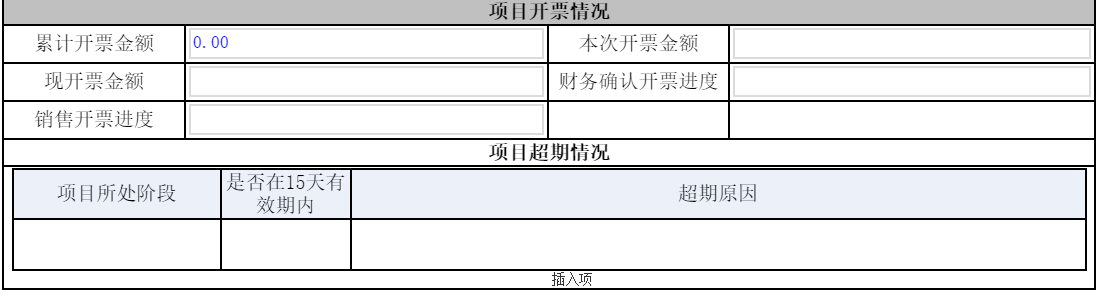 项目开票情况
累计开票金额 0.00 本次开票金额
现开票金额 财务确认开票进度
销售开票进度
项目超期情况
项目所处阶段 是否在15天有效期内 超期原因
插入项